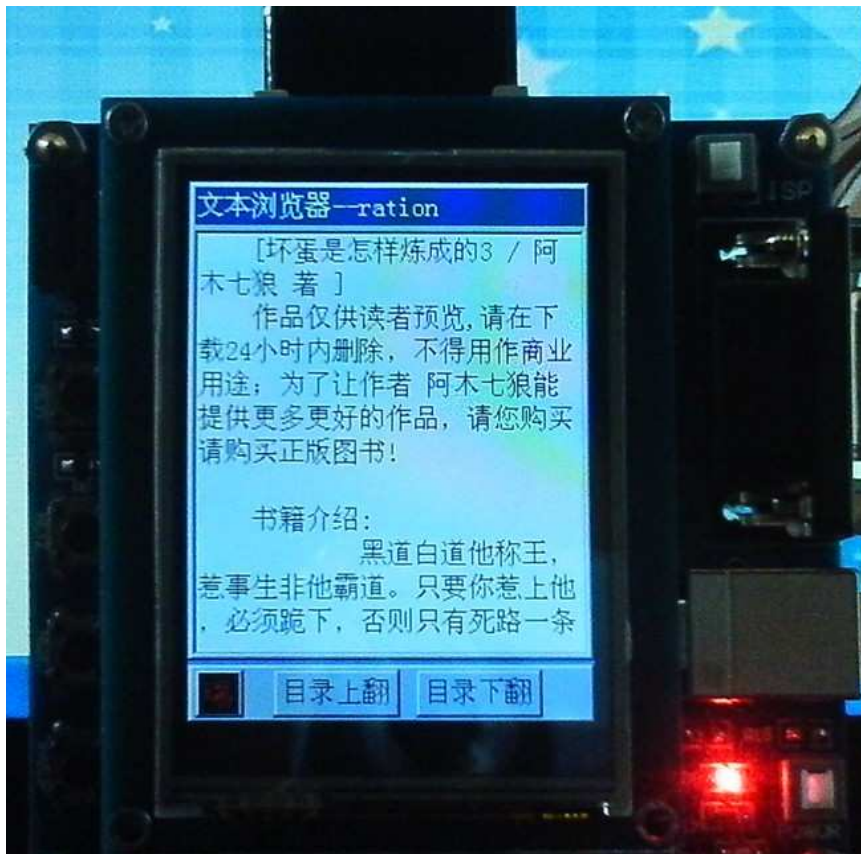 文本浏览器--ration
[坏蛋是怎样炼成的3 / 阿
木七狼 著 ]
作品仅供读者预览,请在下
载24小时内删除，不得用作商业
用途；为了让作者 阿木七狼能
提供更多更好的作品，请您购买
请购买正版图书！
书籍介绍：
黑道白道他称王，
惹事生非他霸道。只要你惹上他
，必须跪下，否则只有死路一条
目录上翻 目录下翻
ISP